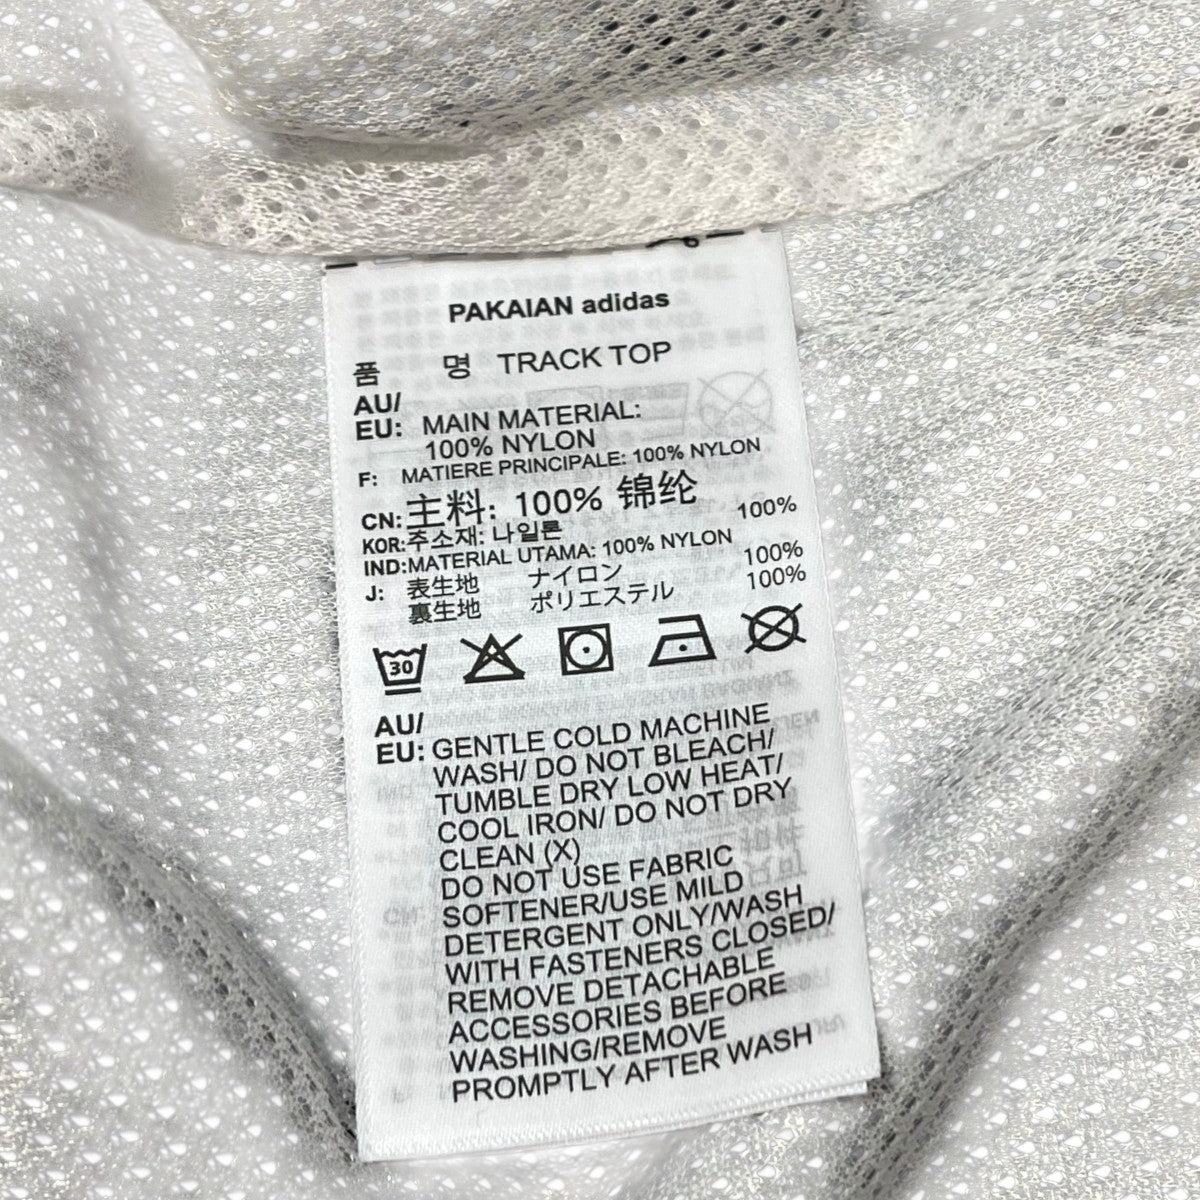 PAKAIAN adidas
품 명 TRACK TOP
AU/
EU: MAIN MATERIAL:
100% NYLON
F: MATIERE PRINCIPALE: 100% NYLON
CN: 主料: 100% 锦纶
KOR: 주소재: 나일론 100%
IND: MATERIAL UTAMA: 100% NYLON
J: 表生地 ナイロン 100%
裏生地 ポリエステル 100%
30
AU/
EU: GENTLE COLD MACHINE
WASH/ DO NOT BLEACH/
TUMBLE DRY LOW HEAT/
COOL IRON/ DO NOT DRY
CLEAN (X)
DO NOT USE FABRIC
SOFTENER/USE MILD
DETERGENT ONLY/WASH
WITH FASTENERS CLOSED/
REMOVE DETACHABLE
ACCESSORIES BEFORE
WASHING/REMOVE
PROMPTLY AFTER WASH